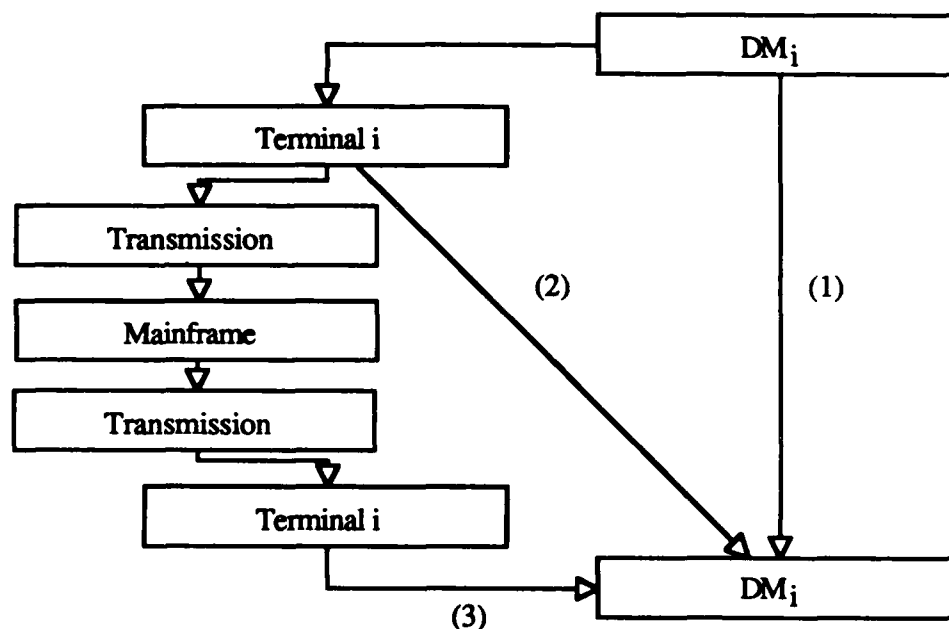 DMi
Terminal i
Transmission
(2)
(1)
Mainframe
Transmission
Terminal i
DMi
(3)